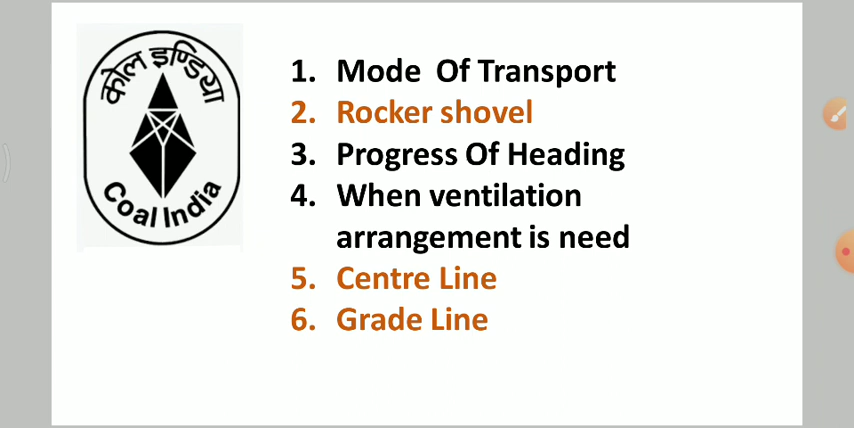 कोल इण्डिया
Coal India
1. Mode Of Transport
2. Rocker shovel
3. Progress Of Heading
4. When ventilation
arrangement is need
5. Centre Line
6. Grade Line